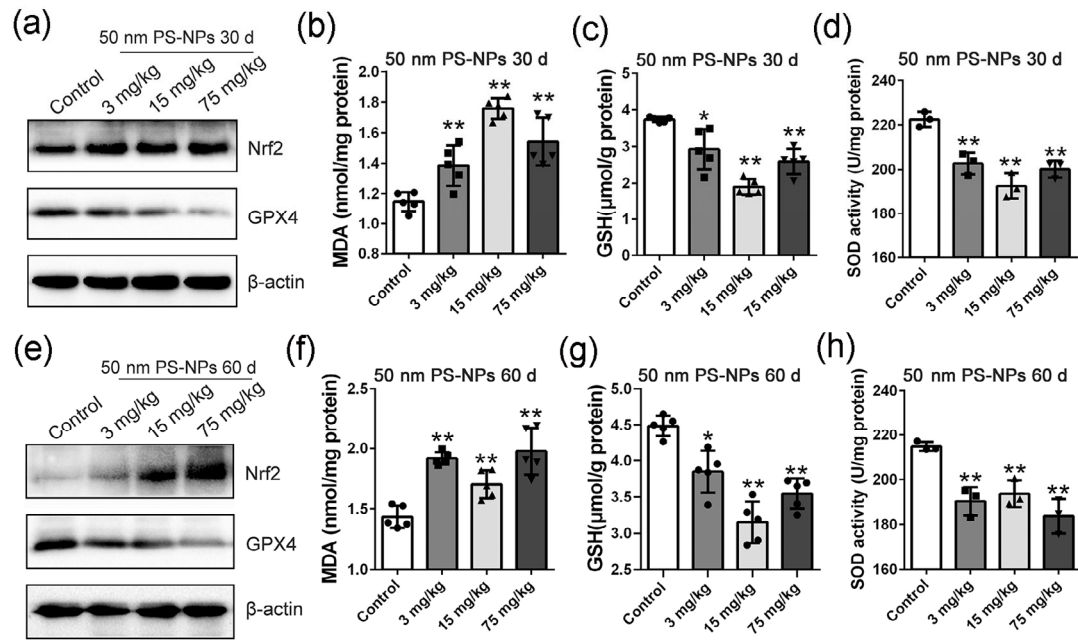 (a)
50 nm PS-NPs 30 d
Control
3 mg/kg
15 mg/kg
75 mg/kg
Nrf2
GPX4
β-actin
(b)
50 nm PS-NPs 30 d
MDA (nmol/mg protein)
2.0
1.8
1.6
1.4
1.2
1.0
0.8
**
**
**
Control
3 mg/kg
15 mg/kg
75 mg/kg
(c)
50 nm PS-NPs 30 d
GSH(μmol/g protein)
5
4
3
2
1
0
*
**
**
Control
3 mg/kg
15 mg/kg
75 mg/kg
(d)
50 nm PS-NPs 30 d
SOD activity (U/mg protein)
240
220
200
180
160
**
**
**
Control
3 mg/kg
15 mg/kg
75 mg/kg
(e)
50 nm PS-NPs 60 d
Control
3 mg/kg
15 mg/kg
75 mg/kg
Nrf2
GPX4
β-actin
(f)
50 nm PS-NPs 60 d
MDA (nmol/mg protein)
2.5
2.0
1.5
1.0
**
**
**
Control
3 mg/kg
15 mg/kg
75 mg/kg
(g)
50 nm PS-NPs 60 d
GSH(μmol/g protein)
5.0
4.5
4.0
3.5
3.0
2.5
*
**
**
Control
3 mg/kg
15 mg/kg
75 mg/kg
(h)
50 nm PS-NPs 60 d
SOD activity (U/mg protein)
240
220
200
180
160
**
**
**
Control
3 mg/kg
15 mg/kg
75 mg/kg